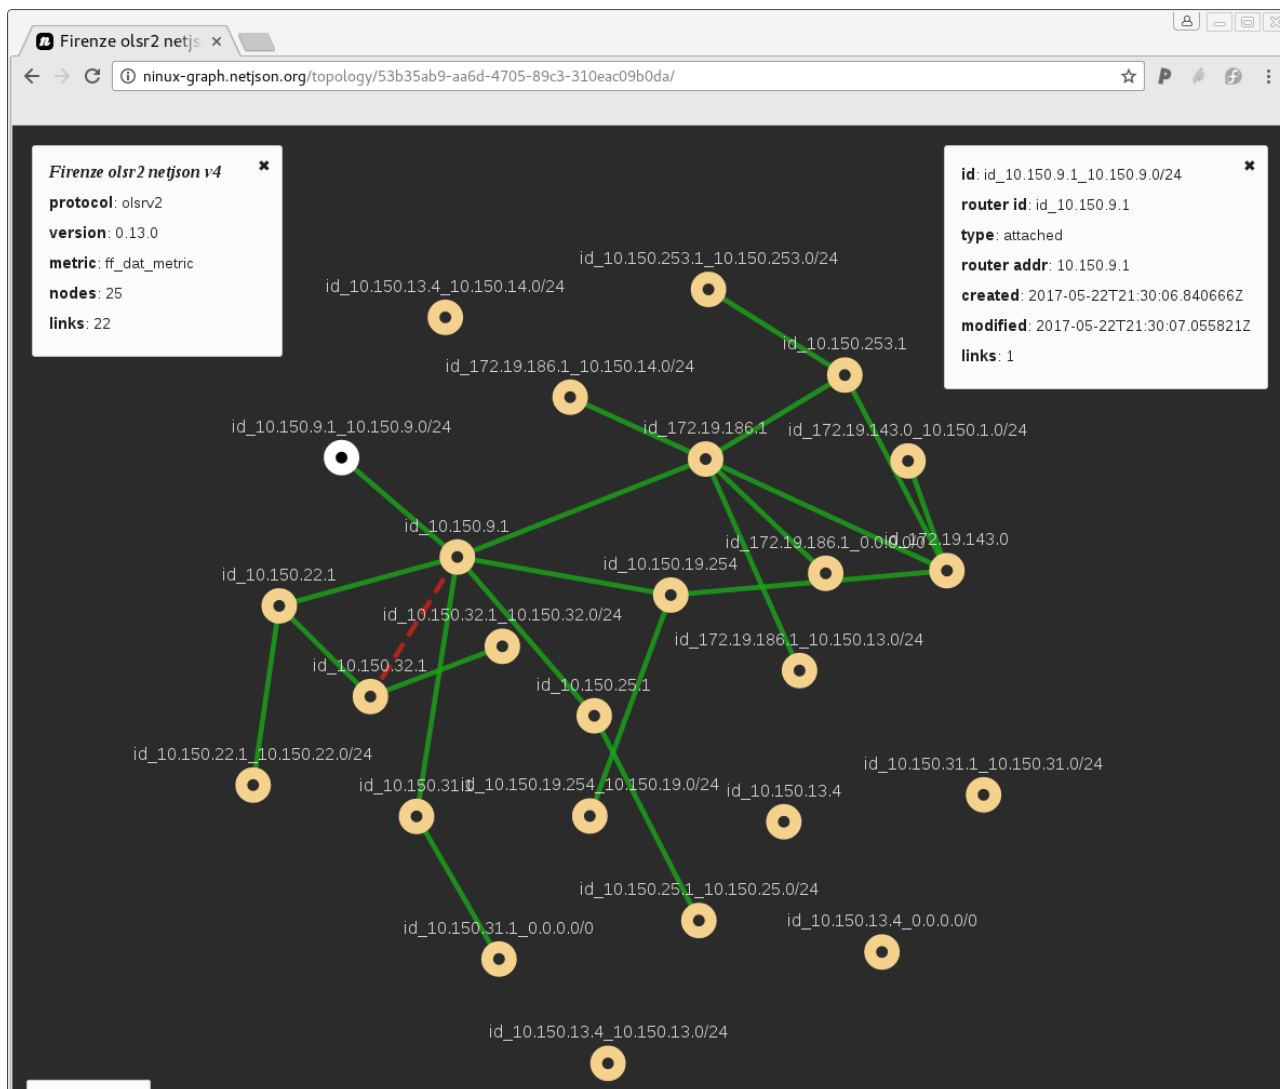 Firenze olsr2 netjs
ninux-graph.netjson.org/topology/53b35ab9-aa6d-4705-89c3-310eac09b0da/
Firenze olsr2 netjson v4
protocol: olsrv2
version: 0.13.0
metric: ff_dat_metric
nodes: 25
links: 22
id: id_10.150.9.1_10.150.9.0/24
router id: id_10.150.9.1
type: attached
router addr: 10.150.9.1
created: 2017-05-22T21:30:06.840666Z
modified: 2017-05-22T21:30:07.055821Z
links: 1
id_10.150.253.1_10.150.253.0/24
id_10.150.13.4_10.150.14.0/24
id_10.150.253.1
id_172.19.186.1_10.150.14.0/24
id_10.150.9.1_10.150.9.0/24
id_172.19.186.1
id_172.19.143.0_10.150.1.0/24
id_10.150.9.1
id_172.19.186.1_0.0.0.0/0
id_172.19.143.0
id_10.150.19.254
id_10.150.22.1
id_10.150.32.1_10.150.32.0/24
id_172.19.186.1_10.150.13.0/24
id_10.150.32.1
id_10.150.25.1
id_10.150.22.1_10.150.22.0/24
id_10.150.31.1_10.150.31.0/24
id_10.150.31.1
id_10.150.19.254_10.150.19.0/24
id_10.150.13.4
id_10.150.25.1_10.150.25.0/24
id_10.150.13.4_0.0.0.0/0
id_10.150.31.1_0.0.0.0/0
id_10.150.13.4_10.150.13.0/24